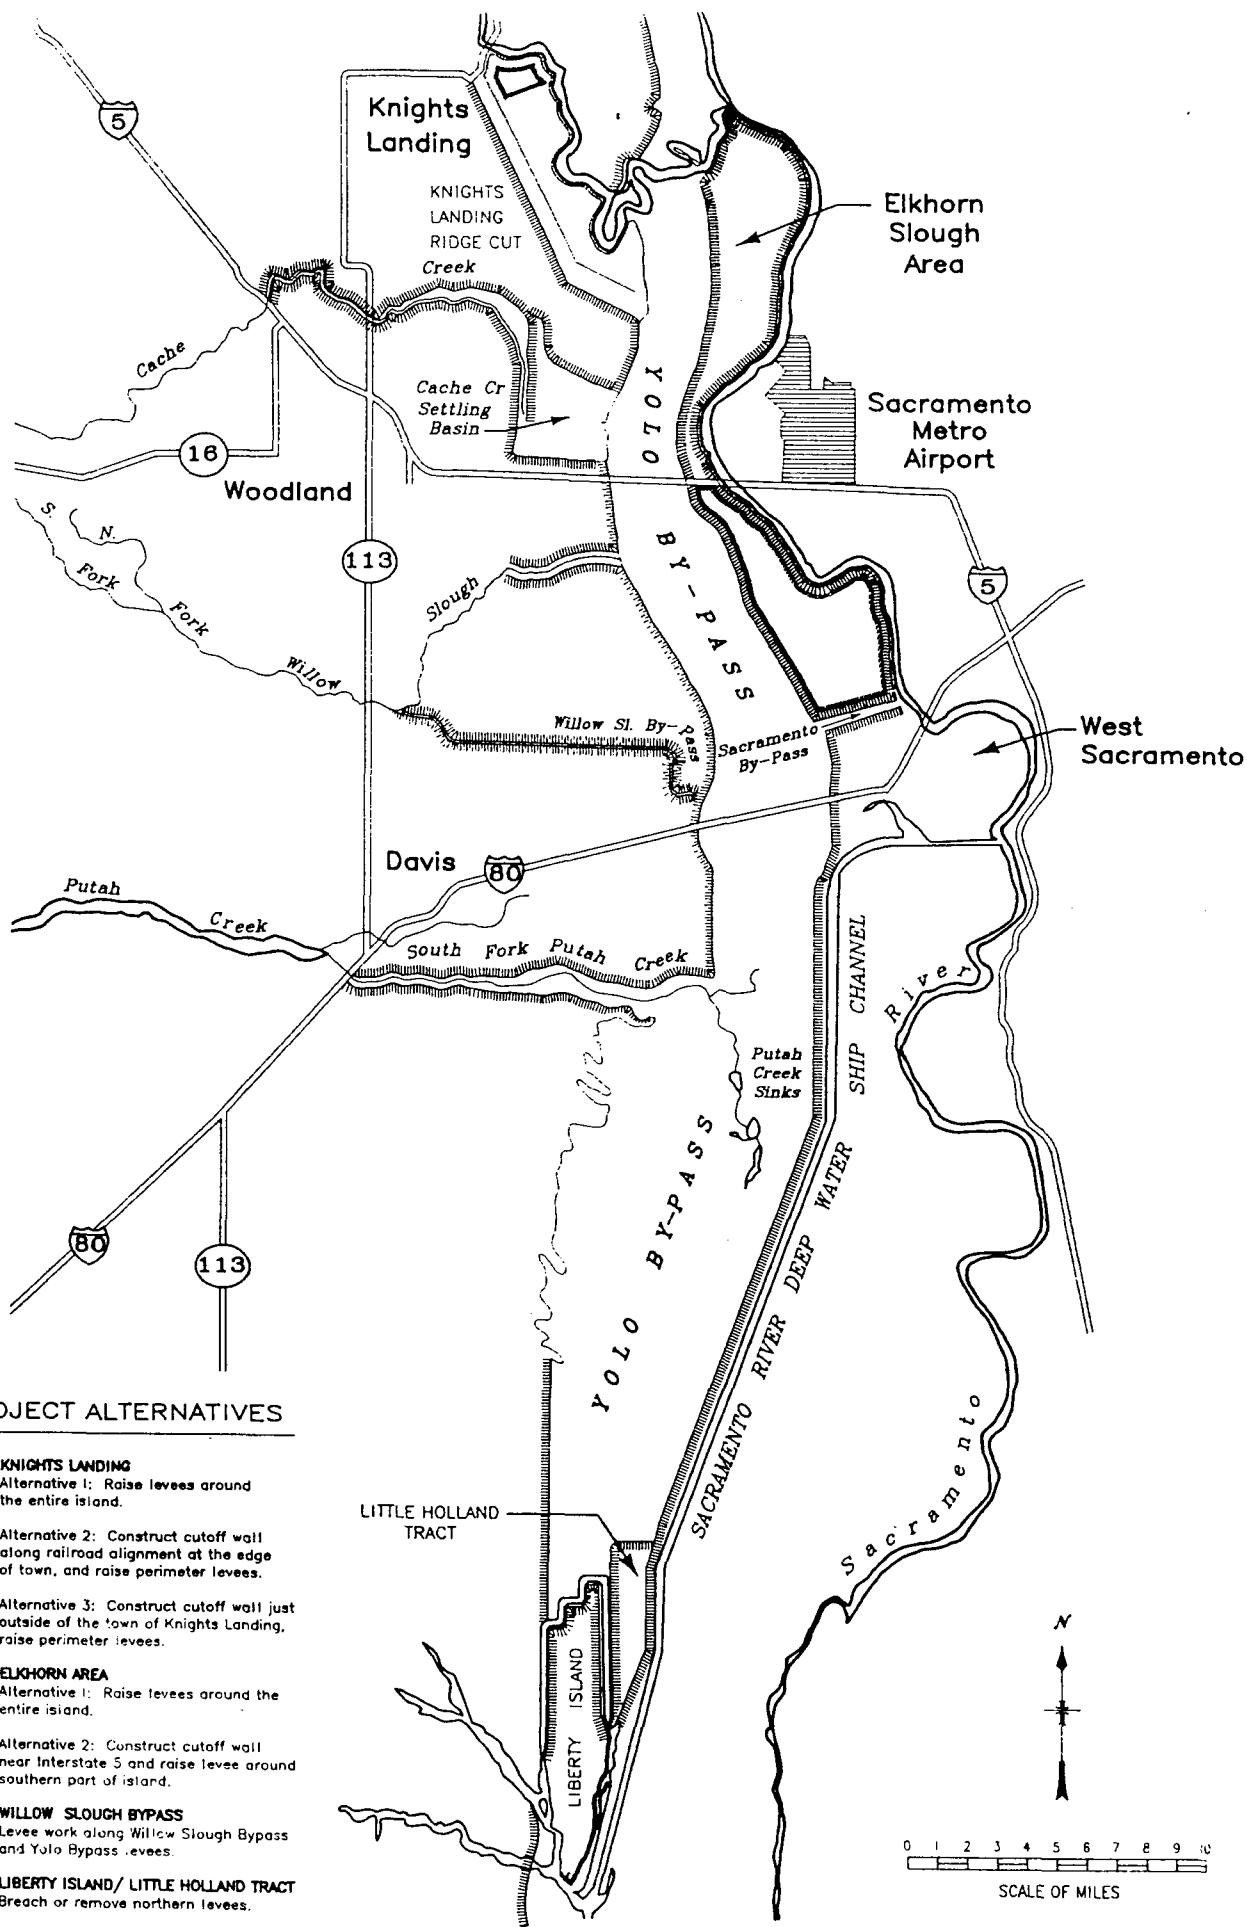 5
Knights
Landing
KNIGHTS
LANDING
RIDGE CUT
Elkhorn
Slough
Area
Creek
Cache
Cache Cr
Settling
Basin
YOLO
BY-PASS
Sacramento
Metro
Airport
16
Woodland
S.
Fork
N.
Fork
113
5
Slough
Willow
Willow Sl. By-Pass
Sacramento
By-Pass
West
Sacramento
Davis
80
Putah
Creek
South Fork Putah Creek
River
SHIP CHANNEL
Putah
Creek
Sinks
YOLO BY-PASS
SACRAMENTO RIVER DEEP WATER
80
113
Sacramento
OJECT ALTERNATIVES
KNIGHTS LANDING
Alternative 1: Raise levees around
the entire island.
Alternative 2: Construct cutoff wall
along railroad alignment at the edge
of town, and raise perimeter levees.
Alternative 3: Construct cutoff wall just
outside of the town of Knights Landing,
raise perimeter levees.
ELKHORN AREA
Alternative 1: Raise levees around the
entire island.
Alternative 2: Construct cutoff wall
near Interstate 5 and raise levee around
southern part of island.
WILLOW SLOUGH BYPASS
Levee work along Willow Slough Bypass
and Yolo Bypass levees.
LIBERTY ISLAND/ LITTLE HOLLAND TRACT
Breach or remove northern levees.
LITTLE HOLLAND
TRACT
LIBERTY ISLAND
N
0 1 2 3 4 5 6 7 8 9 10
SCALE OF MILES